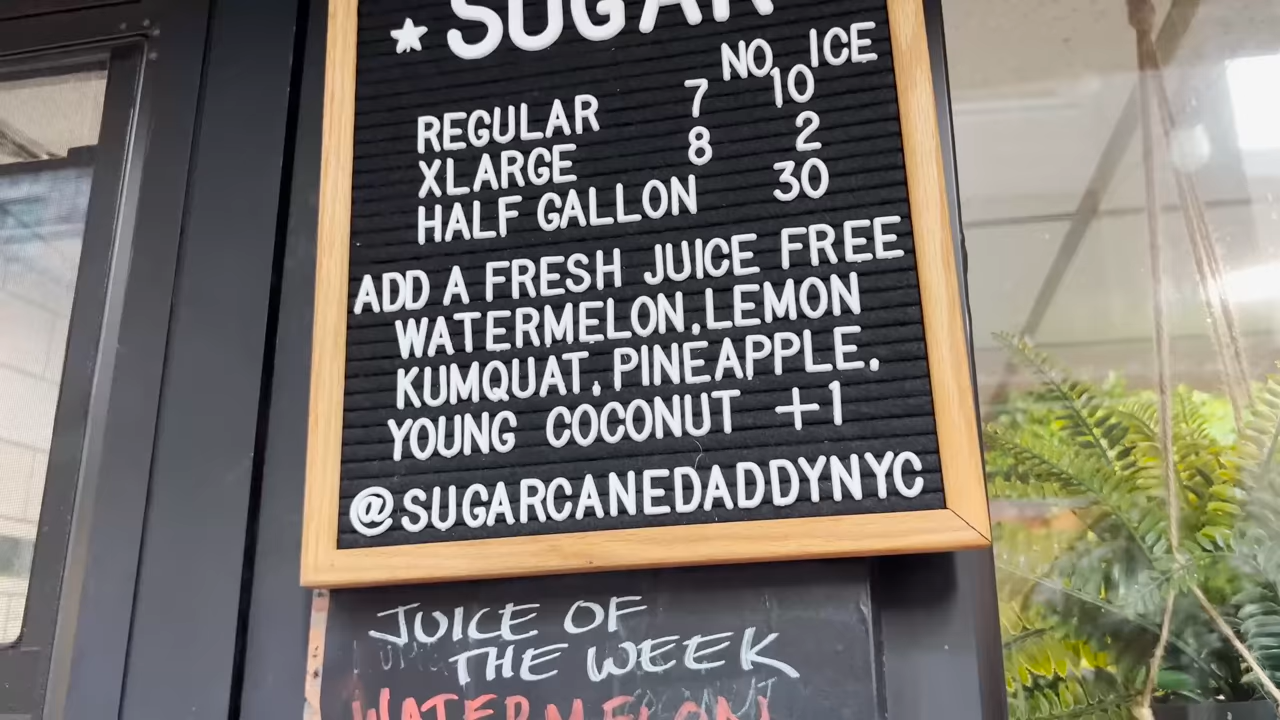 ★ SUGAR
NO ICE
REGULAR 7 10
XLARGE 8 2
HALF GALLON 30
ADD A FRESH JUICE FREE
WATERMELON, LEMON
KUMQUAT, PINEAPPLE,
YOUNG COCONUT +1
@SUGARCANEDADDYNYC
JUICE OF
THE WEEK
WATERMELON